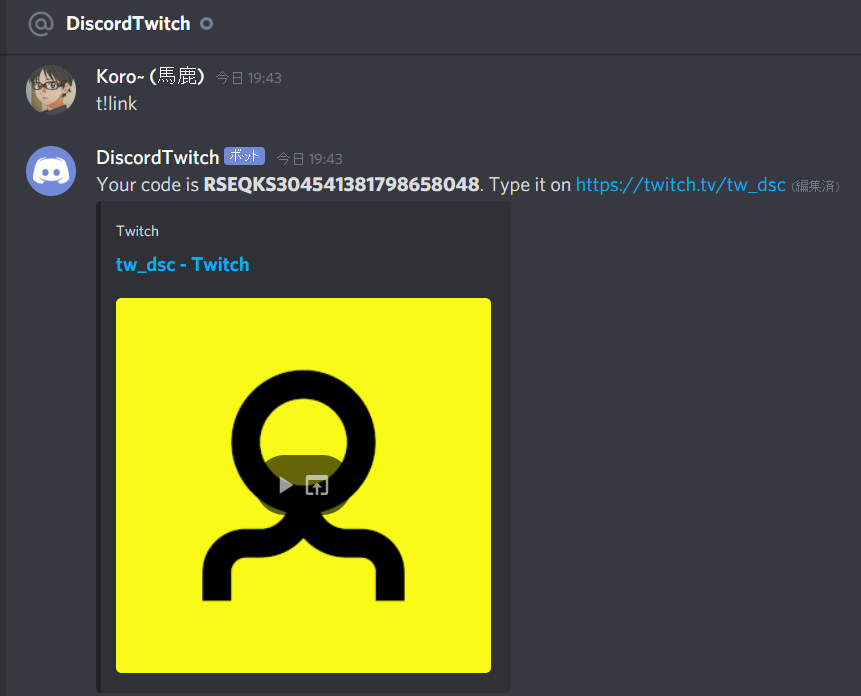 DiscordTwitch
Koro~ (馬鹿) 今日 19:43
t!link
DiscordTwitch ボット 今日 19:43
Your code is RSEQKS304541381798658048. Type it on https://twitch.tv/tw_dsc (編集済)
Twitch
tw_dsc - Twitch